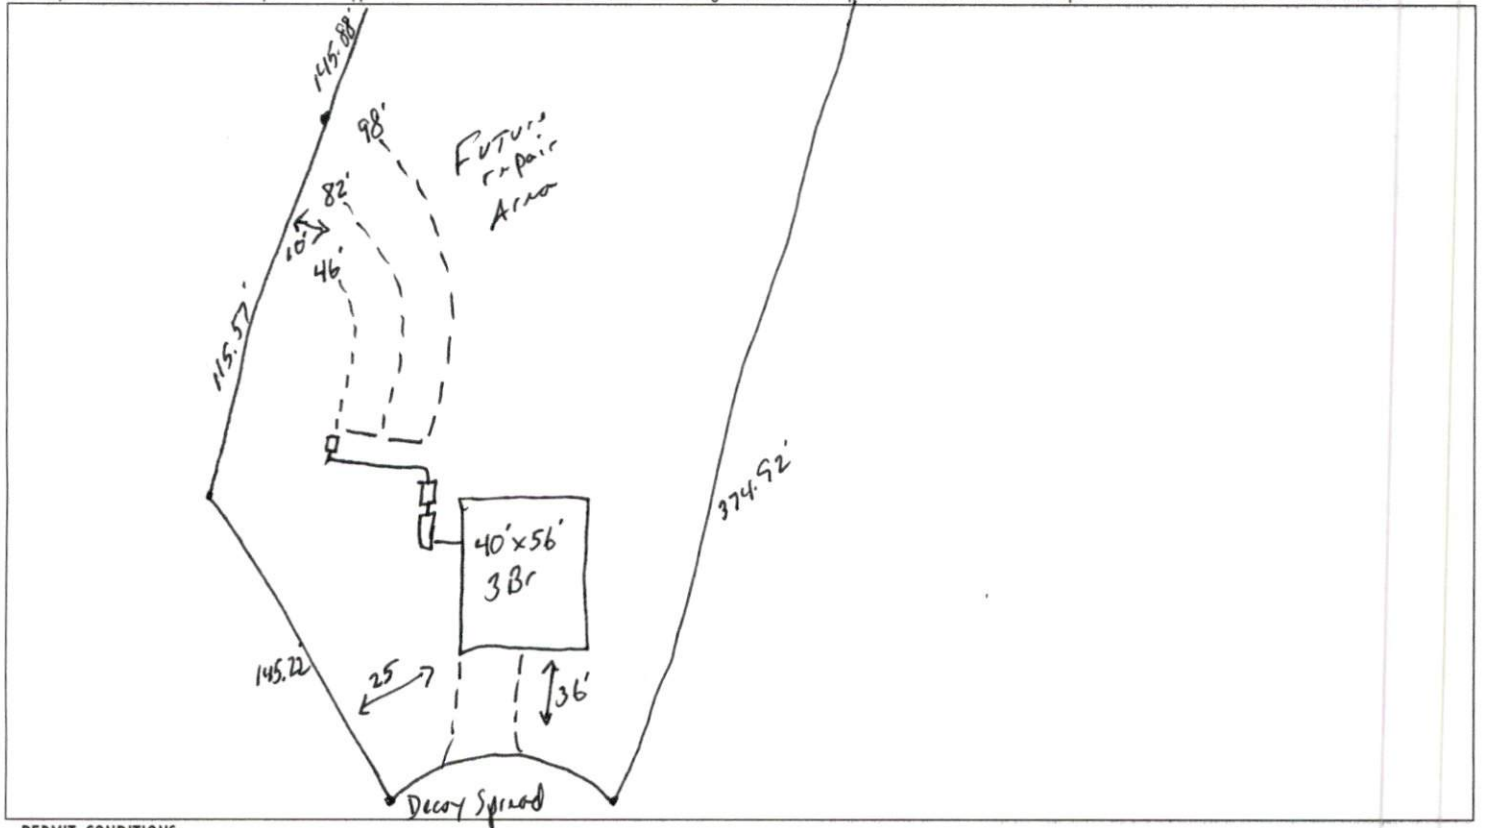 145.88'
98'
Future
repair
Area
82'
10'
46'
115.57'
374.92'
40'x56'
3Br
145.22'
25
36'
Decoy Spread
PERMIT CONDITIONS